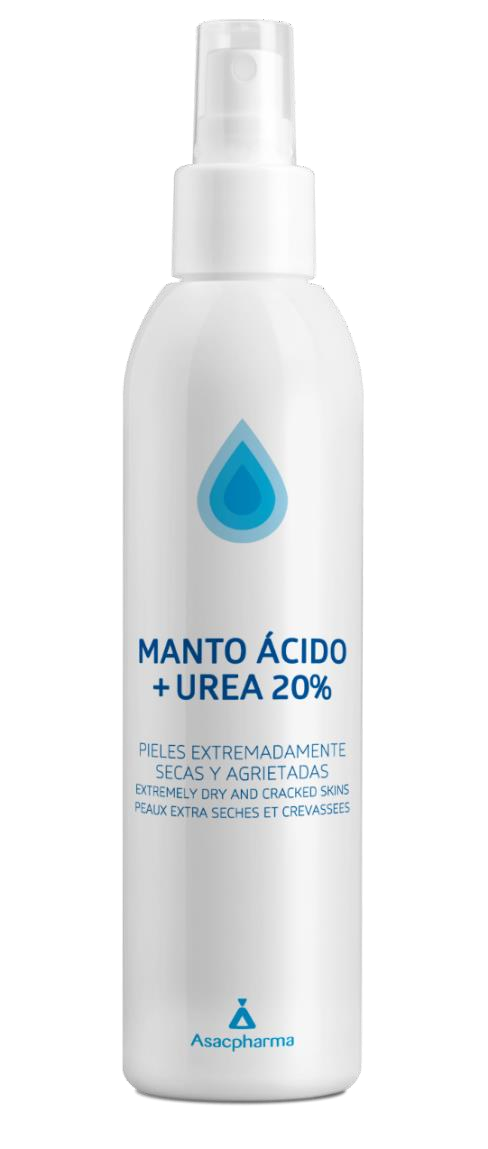 MANTO ÁCIDO
+ UREA 20%
PIELES EXTREMADAMENTE
SECAS Y AGRIETADAS
EXTREMELY DRY AND CRACKED SKINS
PEAUX EXTRA SECHES ET CREVASSEES
Asacpharma